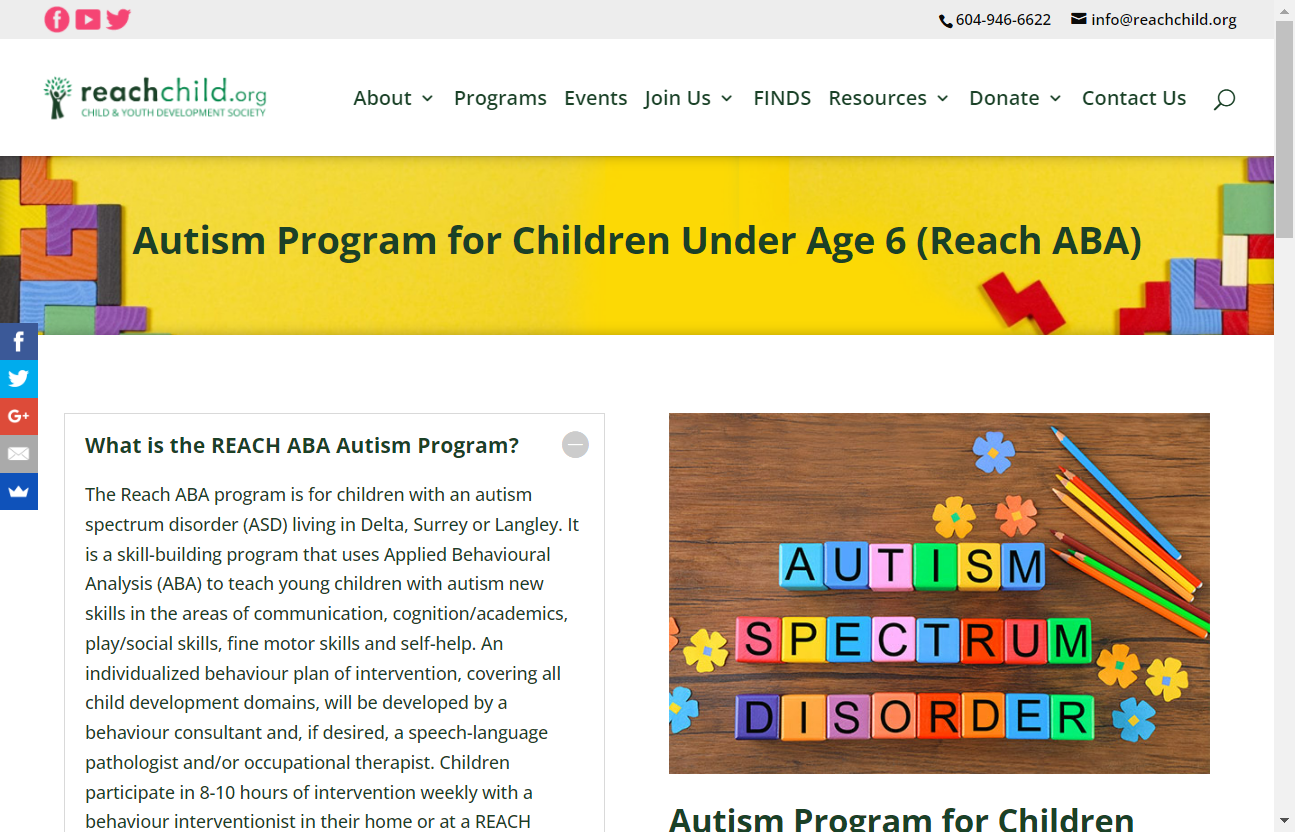 604-946-6622 info@reachchild.org
reachchild.org
CHILD & YOUTH DEVELOPMENT SOCIETY
About Programs Events Join Us FINDS Resources Donate Contact Us
Autism Program for Children Under Age 6 (Reach ABA)
What is the REACH ABA Autism Program?
The Reach ABA program is for children with an autism
spectrum disorder (ASD) living in Delta, Surrey or Langley. It
is a skill-building program that uses Applied Behavioural
Analysis (ABA) to teach young children with autism new
skills in the areas of communication, cognition/academics,
play/social skills, fine motor skills and self-help. An
individualized behaviour plan of intervention, covering all
child development domains, will be developed by a
behaviour consultant and, if desired, a speech-language
pathologist and/or occupational therapist. Children
participate in 8-10 hours of intervention weekly with a
behaviour interventionist in their home or at a REACH
AUTISM
SPECTRUM
DISORDER
Autism Program for Children